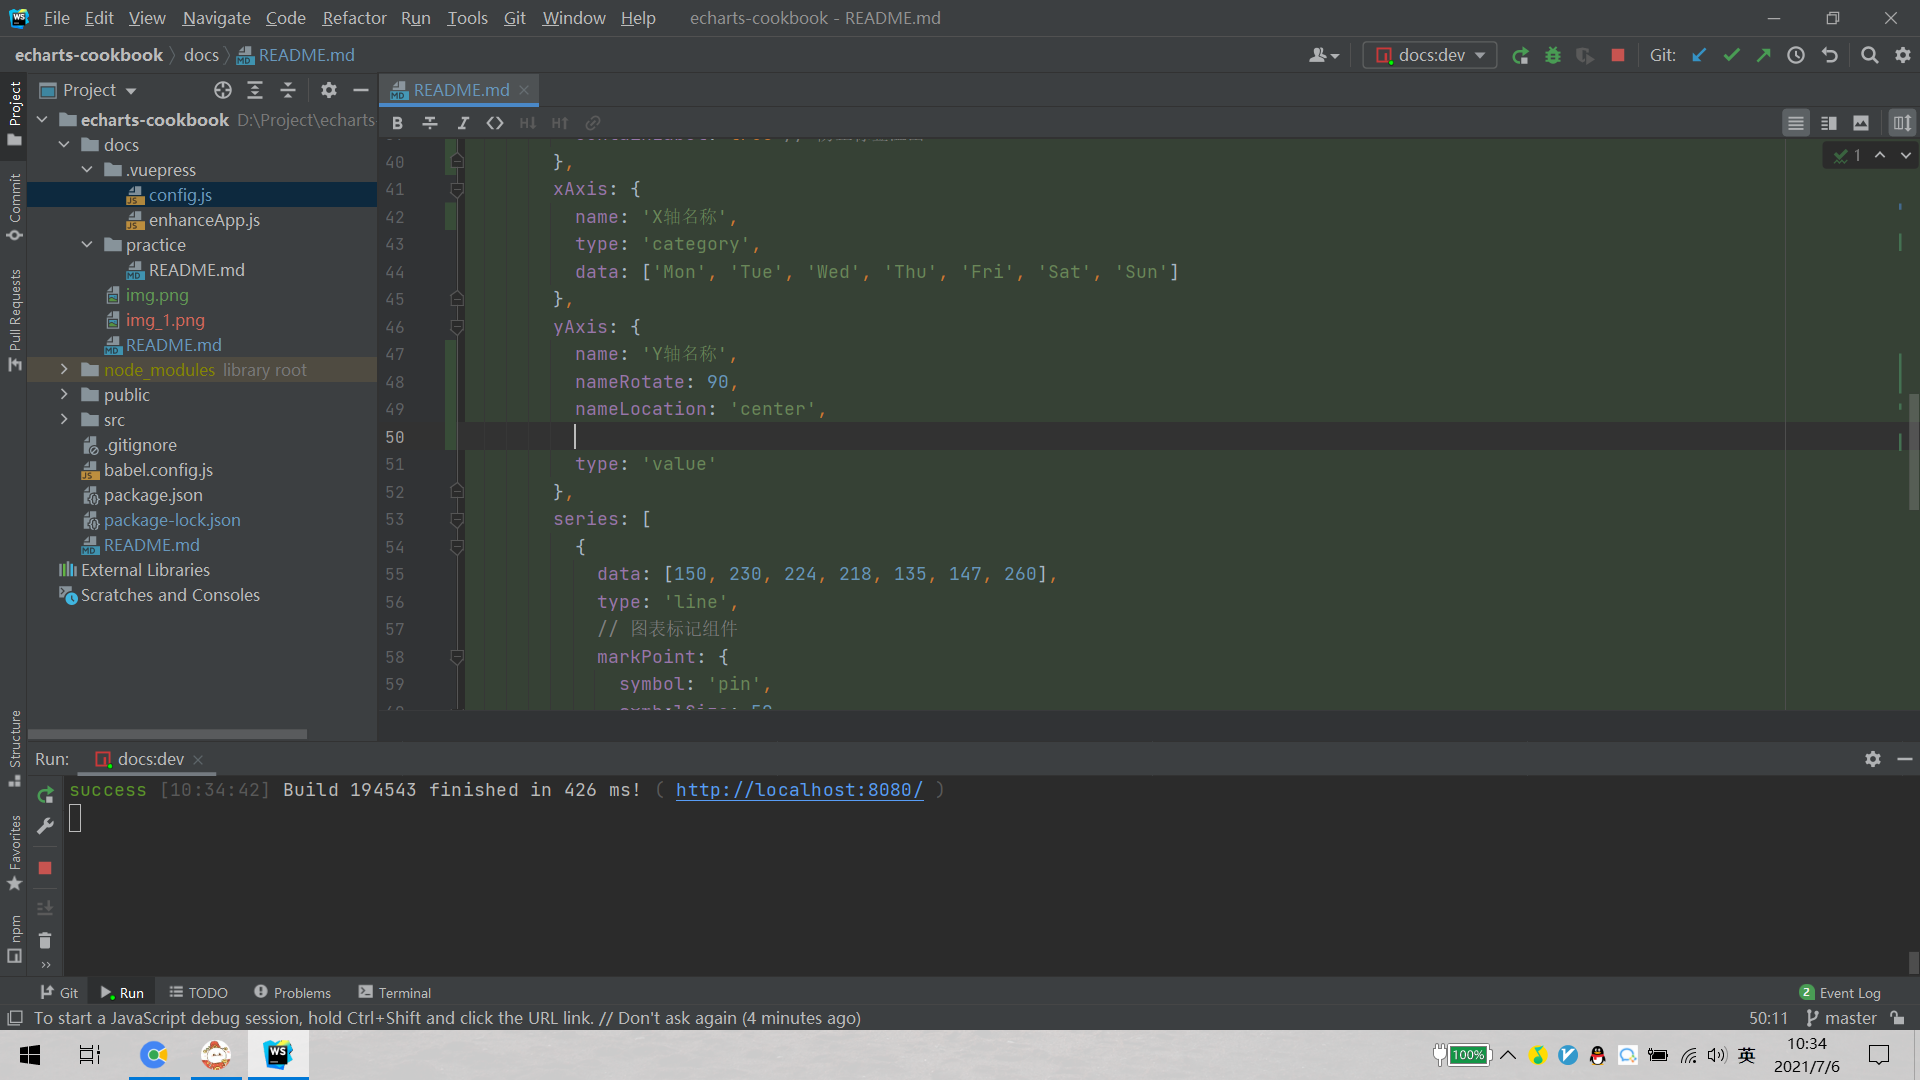 File Edit View Navigate Code Refactor Run Tools Git Window Help echarts-cookbook - README.md
echarts-cookbook docs README.md docs:dev Git:
Project README.md
echarts-cookbook D:\Project\echarts
docs
.vuepress
config.js
enhanceApp.js
practice
README.md
img.png
img_1.png
README.md
node_modules library root
public
src
.gitignore
babel.config.js
package.json
package-lock.json
README.md
External Libraries
Scratches and Consoles
Project
Commit
Pull Requests
Structure
Favorites
npm
1
40 },
41 xAxis: {
42 name: 'X轴名称',
43 type: 'category',
44 data: ['Mon', 'Tue', 'Wed', 'Thu', 'Fri', 'Sat', 'Sun']
45 },
46 yAxis: {
47 name: 'Y轴名称',
48 nameRotate: 90,
49 nameLocation: 'center',
50
51 type: 'value'
52 },
53 series: [
54 {
55 data: [150, 230, 224, 218, 135, 147, 260],
56 type: 'line',
57 // 图表标记组件
58 markPoint: {
59 symbol: 'pin',
Run: docs:dev
success [10:34:42] Build 194543 finished in 426 ms! ( http://localhost:8080/ )
Git Run TODO Problems Terminal 2 Event Log
To start a JavaScript debug session, hold Ctrl+Shift and click the URL link. // Don't ask again (4 minutes ago) 50:11 master
100% 英 10:34
2021/7/6